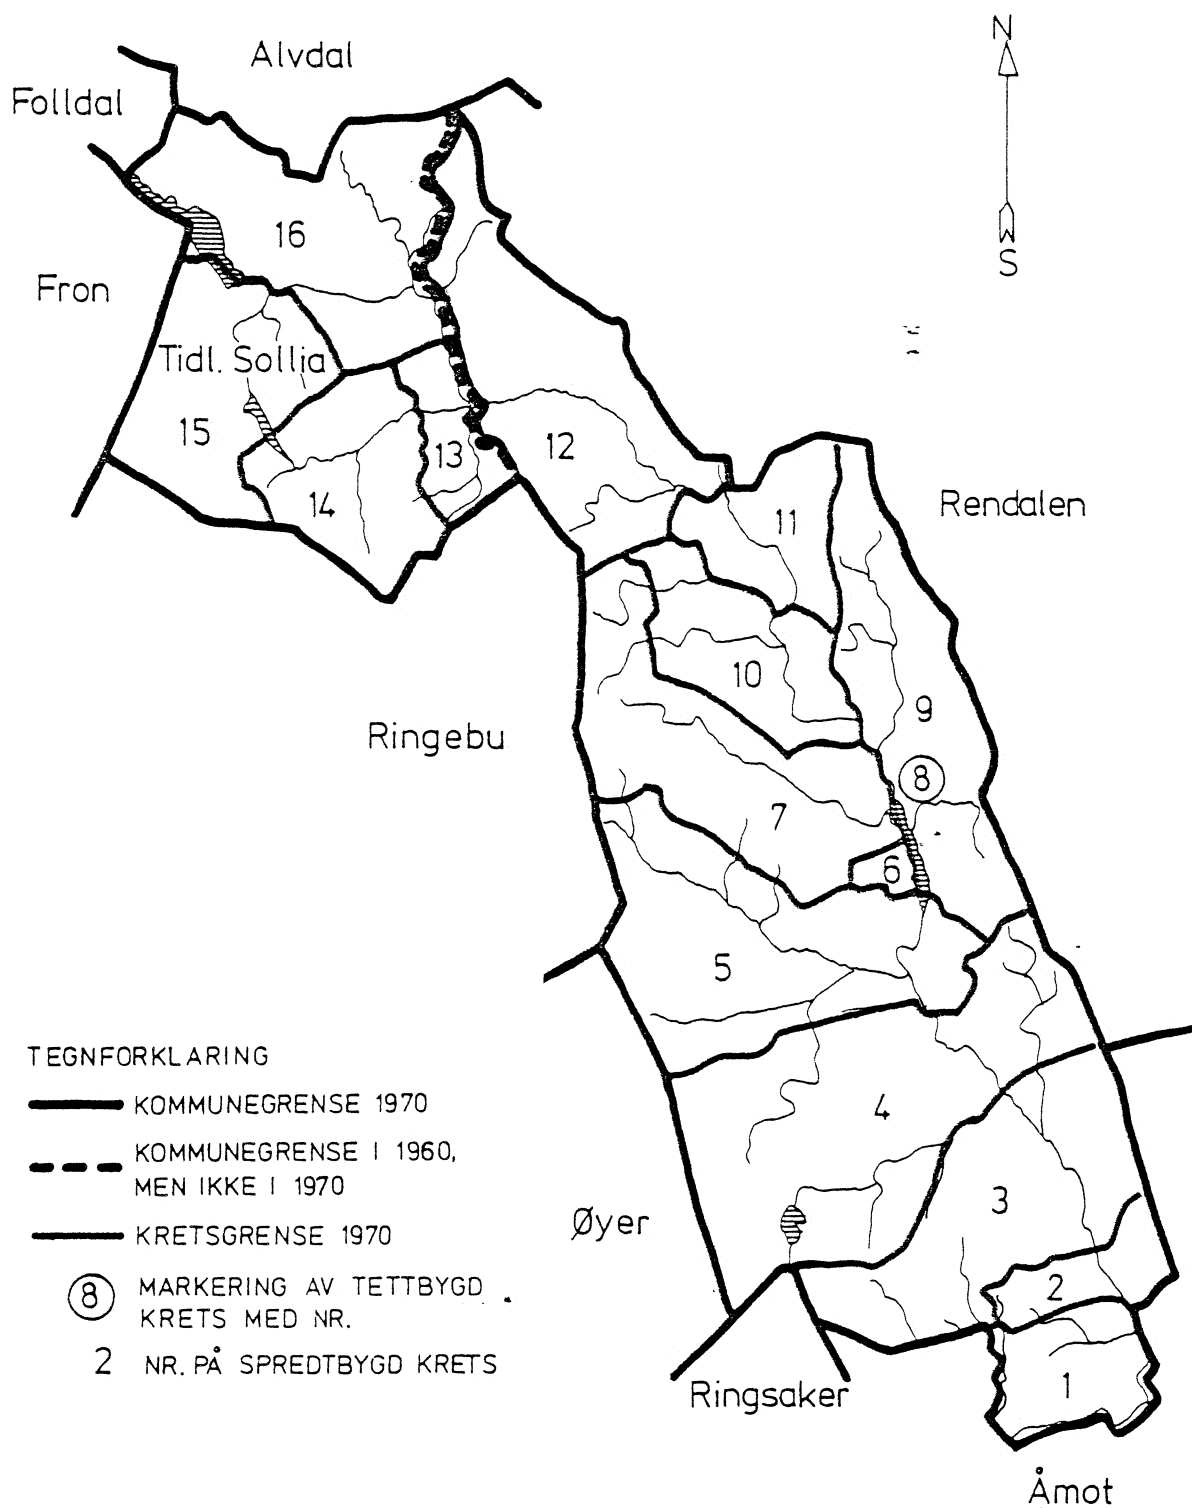 N
Alvdal
Folldal
16
S
Fron
Tidl. Sollia
15
13
12
14
11
Rendalen
10
9
Ringebu
8
7
6
5
TEGNFORKLARING
KOMMUNEGRENSE 1970
KOMMUNEGRENSE I 1960,
MEN IKKE I 1970
KRETSGRENSE 1970
8 MARKERING AV TETTBYGD
KRETS MED NR.
2 NR. PÅ SPREDTBYGD KRETS
4
3
Øyer
2
Ringsaker
1
Åmot